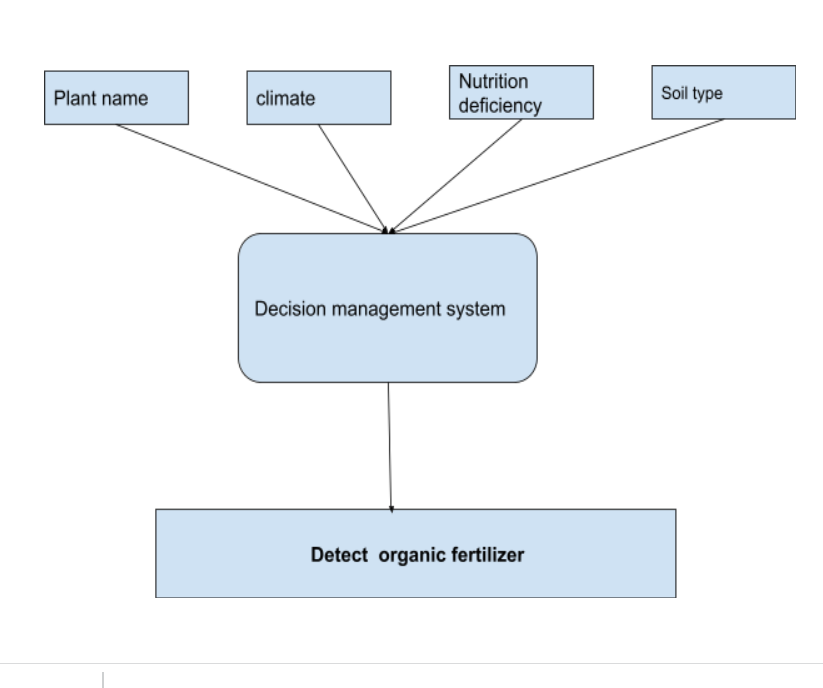 Plant name
climate
Nutrition
deficiency
Soil type
Decision management system
Detect organic fertilizer